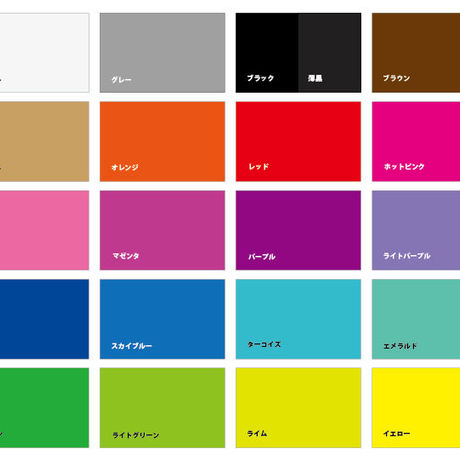 グレー
ブラック
薄黒
ブラウン
オレンジ
レッド
ホットピンク
マゼンタ
パープル
ライトパープル
スカイブルー
ターコイズ
エメラルド
ライトグリーン
ライム
イエロー